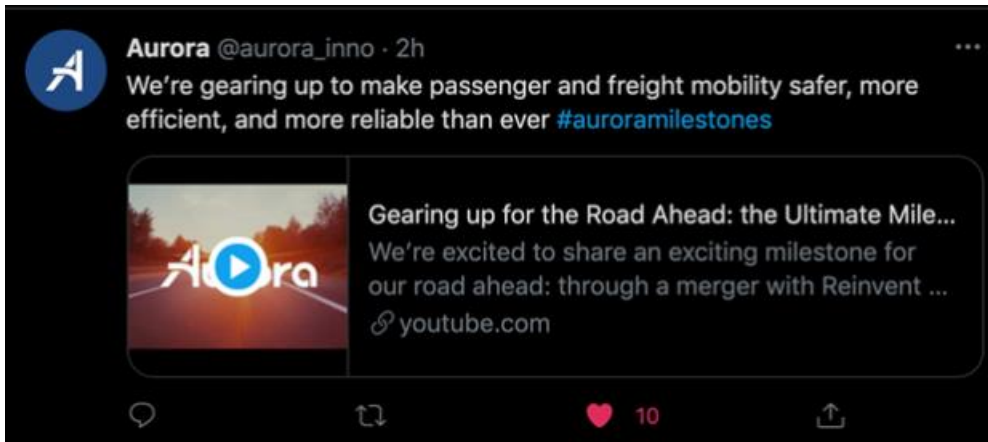 Aurora @aurora_inno · 2h
We're gearing up to make passenger and freight mobility safer, more
efficient, and more reliable than ever #auroramilestones
Aurora
Gearing up for the Road Ahead: the Ultimate Mile...
We're excited to share an exciting milestone for
our road ahead: through a merger with Reinvent ...
youtube.com
10